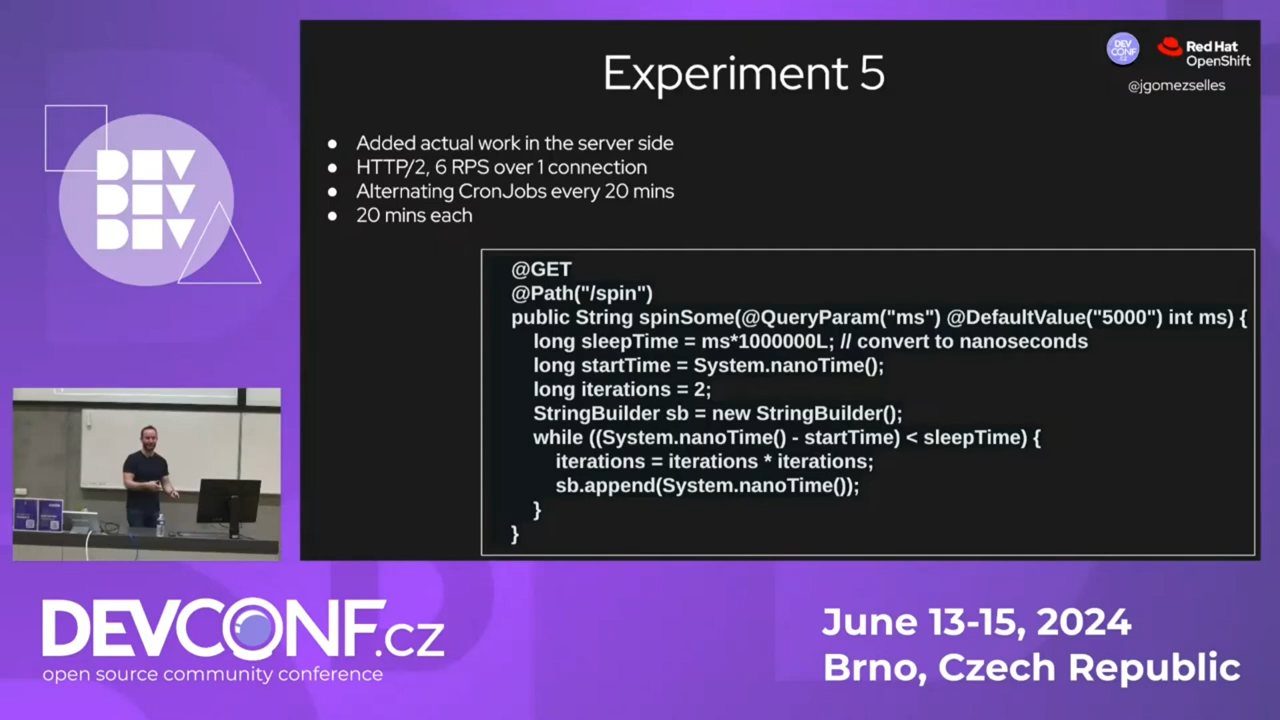 Experiment 5
DEV
CONF
.CZ
Red Hat
OpenShift
@jgomezselles
● Added actual work in the server side
● HTTP/2, 6 RPS over 1 connection
● Alternating CronJobs every 20 mins
● 20 mins each
@GET
@Path("/spin")
public String spinSome(@QueryParam("ms") @DefaultValue("5000") int ms) {
long sleepTime = ms*1000000L; // convert to nanoseconds
long startTime = System.nanoTime();
long iterations = 2;
StringBuilder sb = new StringBuilder();
while ((System.nanoTime() - startTime) < sleepTime) {
iterations = iterations * iterations;
sb.append(System.nanoTime());
}
}
DEV
DEV
DEV
DEVCONF.CZ
open source community conference
June 13-15, 2024
Brno, Czech Republic